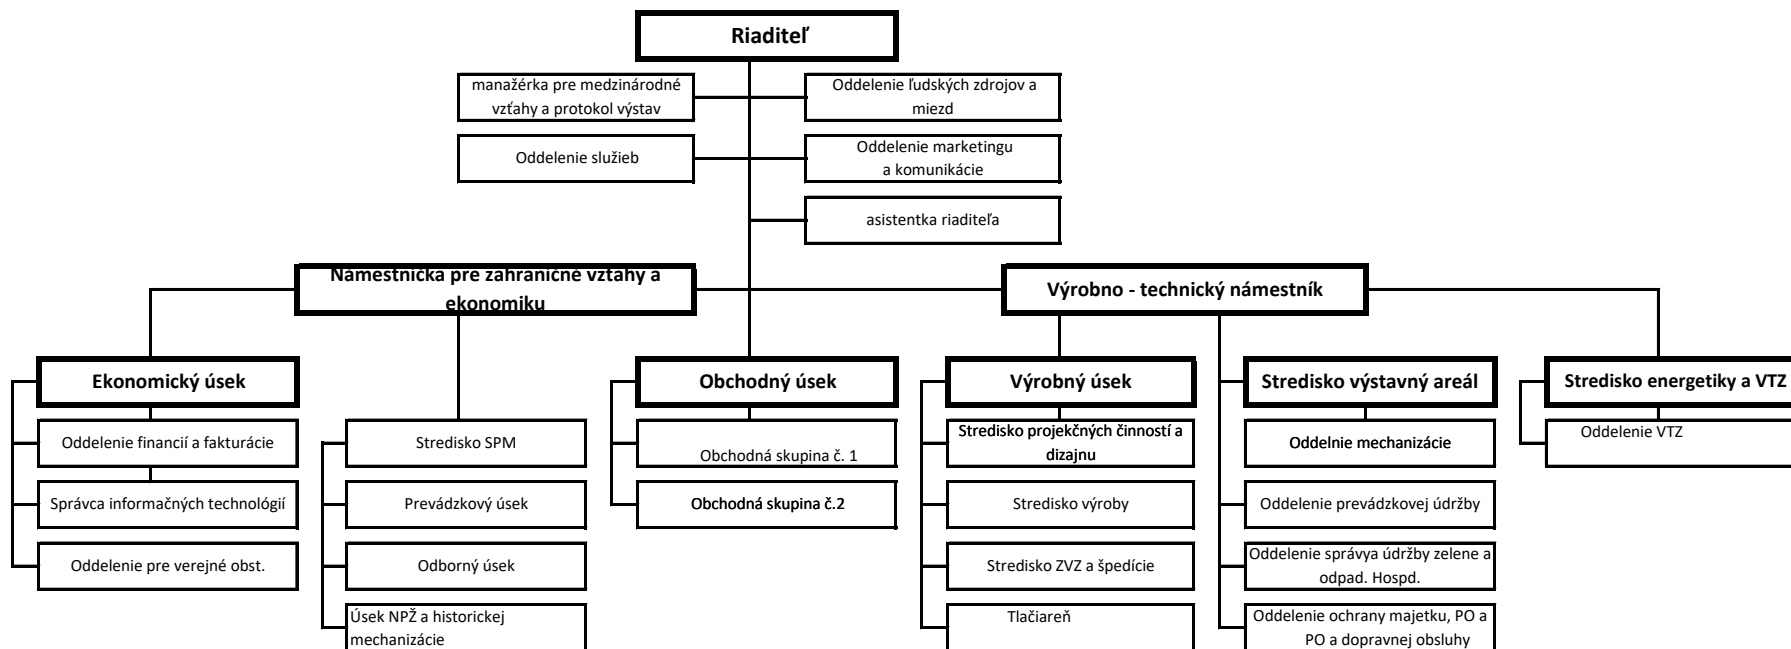 Riaditeľ
manažérka pre medzinárodné
vzťahy a protokol výstav
Oddelenie ľudských zdrojov a
miezd
Oddelenie služieb
Oddelenie marketingu
a komunikácie
asistentka riaditeľa
Námestníčka pre zahraničné vzťahy a
ekonomiku
Výrobno - technický námestník
Ekonomický úsek
Obchodný úsek
Výrobný úsek
Stredisko výstavný areál
Stredisko energetiky a VTZ
Oddelenie financií a fakturácie
Stredisko SPM
Obchodná skupina č. 1
Stredisko projekčných činností a
dizajnu
Oddelnie mechanizácie
Oddelenie VTZ
Správca informačných technológií
Prevádzkový úsek
Obchodná skupina č.2
Stredisko výroby
Oddelenie prevádzkovej údržby
Oddelenie pre verejné obst.
Odborný úsek
Stredisko ZVZ a špedície
Oddelenie správya údržby zelene a
odpad. Hospd.
Úsek NPŽ a historickej
mechanizácie
Tlačiareň
Oddelenie ochrany majetku, PO a
PO a dopravnej obsluhy